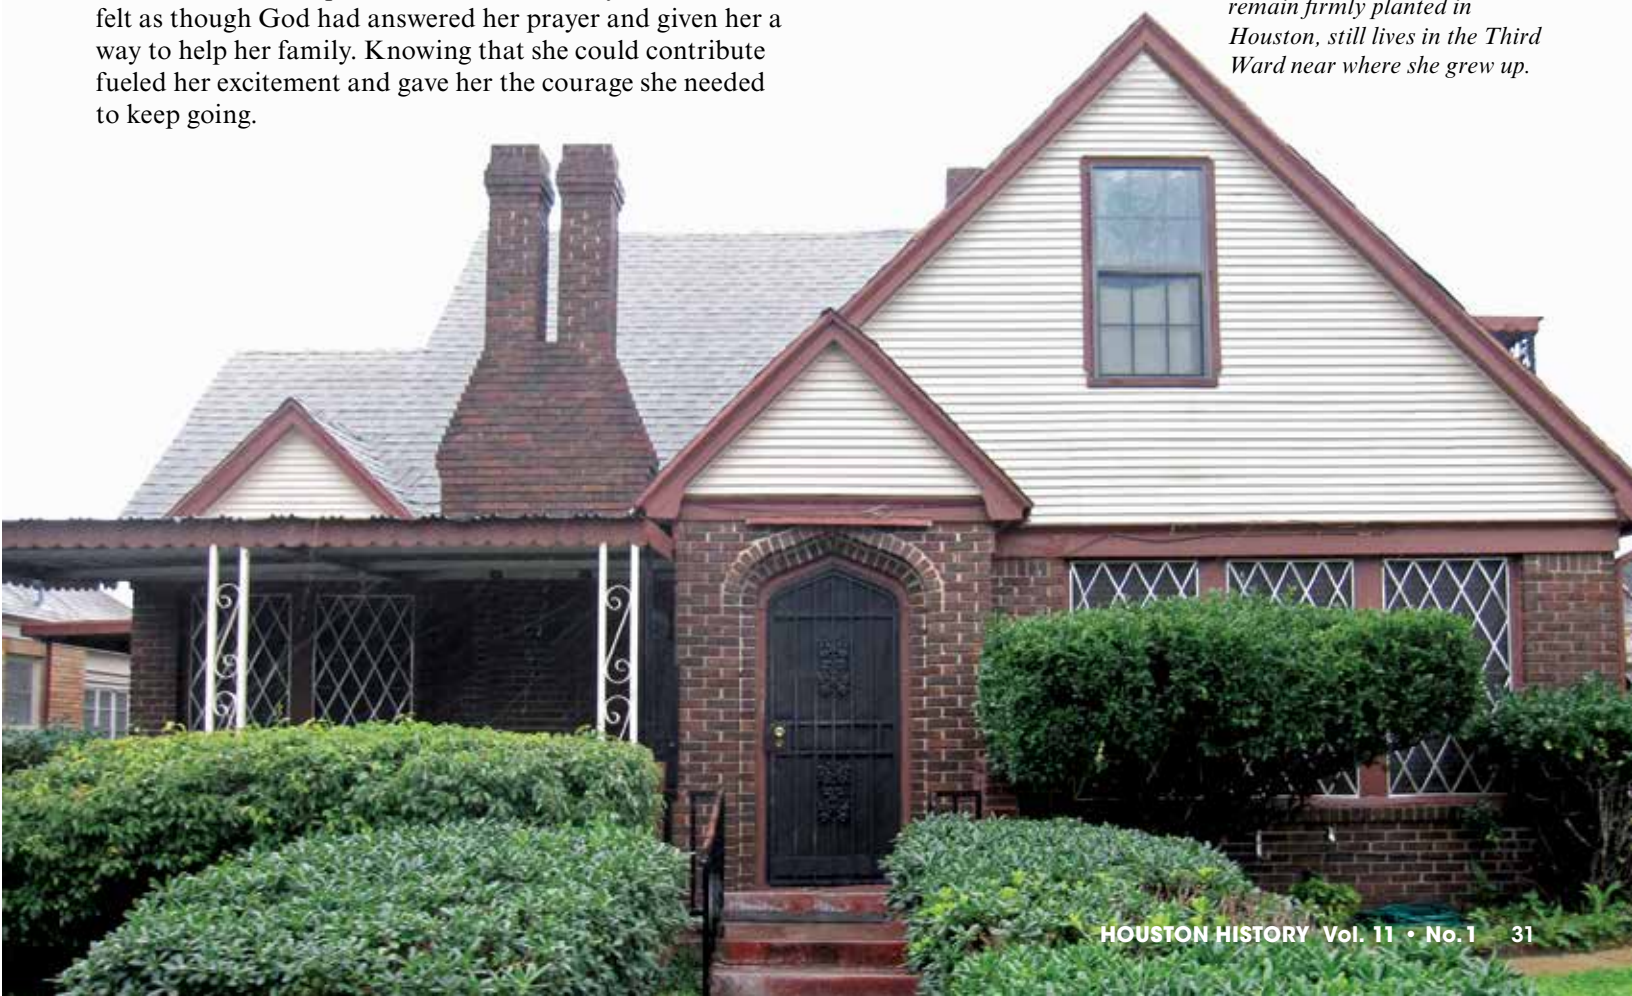 felt as though God had answered her prayer and given her a
way to help her family. Knowing that she could contribute
fueled her excitement and gave her the courage she needed
to keep going.
remain firmly planted in
Houston, still lives in the Third
Ward near where she grew up.
HOUSTON HISTORY Vol. 11 • No. 1 31